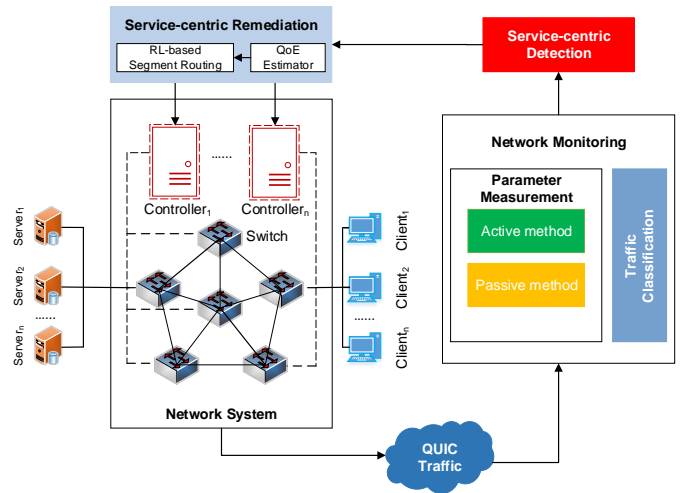 Service-centric Remediation
RL-based
Segment Routing
QoE
Estimator
Service-centric
Detection
Network Monitoring
Parameter
Measurement
Active method
Passive method
Traffic
Classification
......
Controller₁
Controllerₙ
Switch
Server₁
Server₂
......
Serverₙ
Client₁
Client₂
......
Clientₙ
Network System
QUIC
Traffic